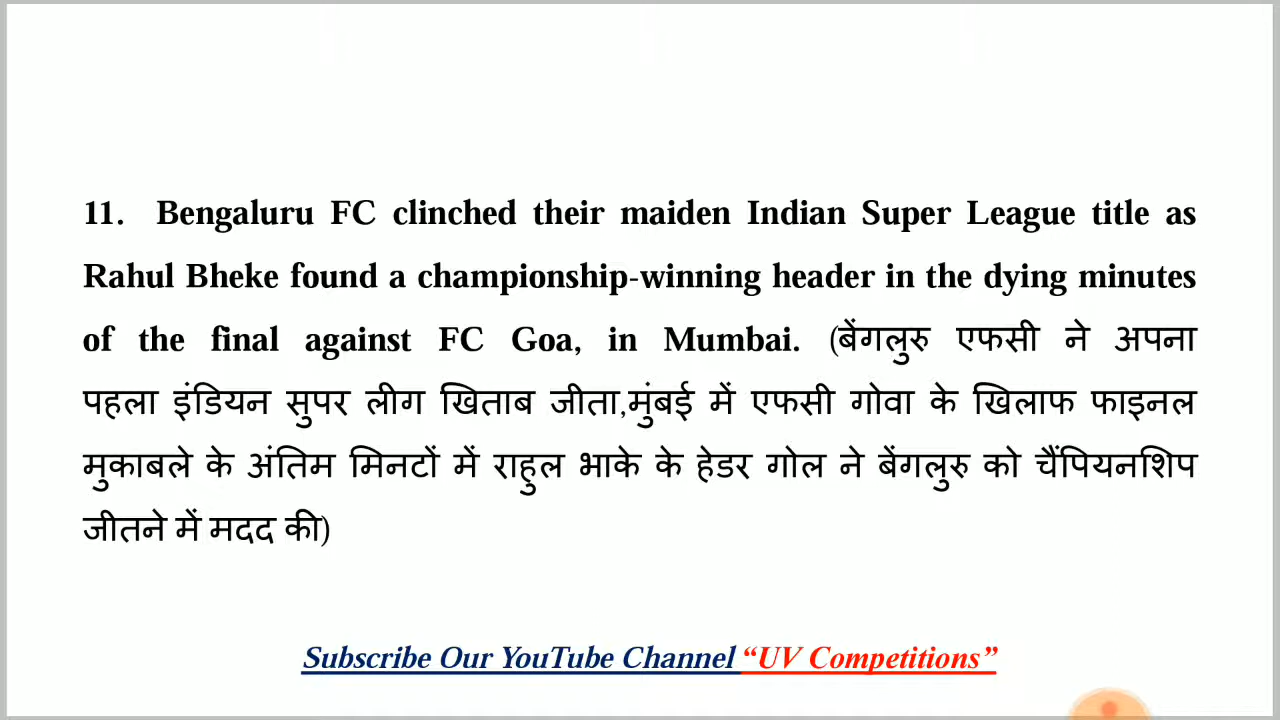 11. Bengaluru FC clinched their maiden Indian Super League title as
Rahul Bheke found a championship-winning header in the dying minutes
of the final against FC Goa, in Mumbai. (बेंगलुरु एफसी ने अपना
पहला इंडियन सुपर लीग खिताब जीता,मुंबई में एफसी गोवा के खिलाफ फाइनल
मुकाबले के अंतिम मिनटों में राहुल भाके के हेडर गोल ने बेंगलुरु को चैंपियनशिप
जीतने में मदद की)
Subscribe Our YouTube Channel “UV Competitions”